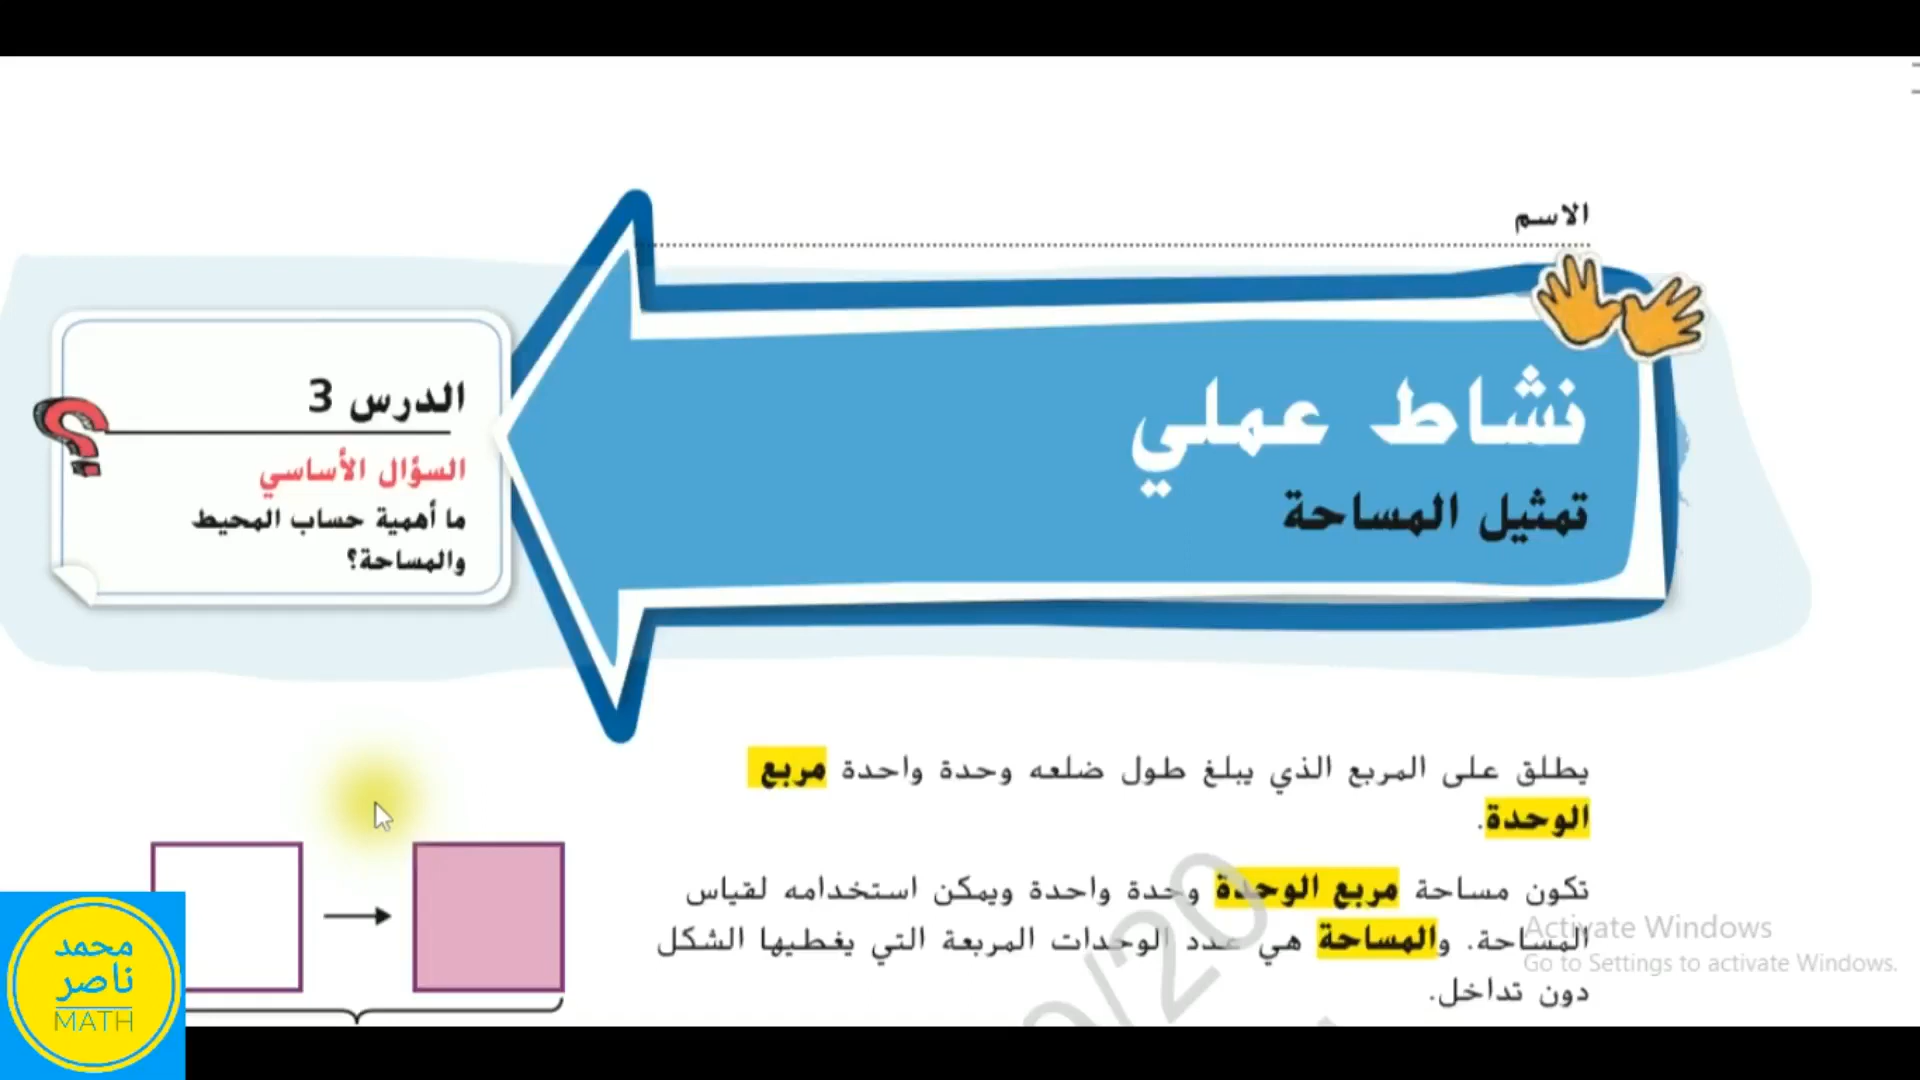 الاسم
نشاط عملي
تمثيل المساحة
الدرس 3
السؤال الأساسي
ما أهمية حساب المحيط
والمساحة؟
يطلق على المربع الذي يبلغ طول ضلعه وحدة واحدة مربع
الوحدة.
تكون مساحة مربع الوحدة وحدة واحدة ويمكن استخدامه لقياس
المساحة. والمساحة هي عدد الوحدات المربعة التي يغطيها الشكل
دون تداخل.
Activate Windows
Go to Settings to activate Windows.
محمد
ناصر
MATH